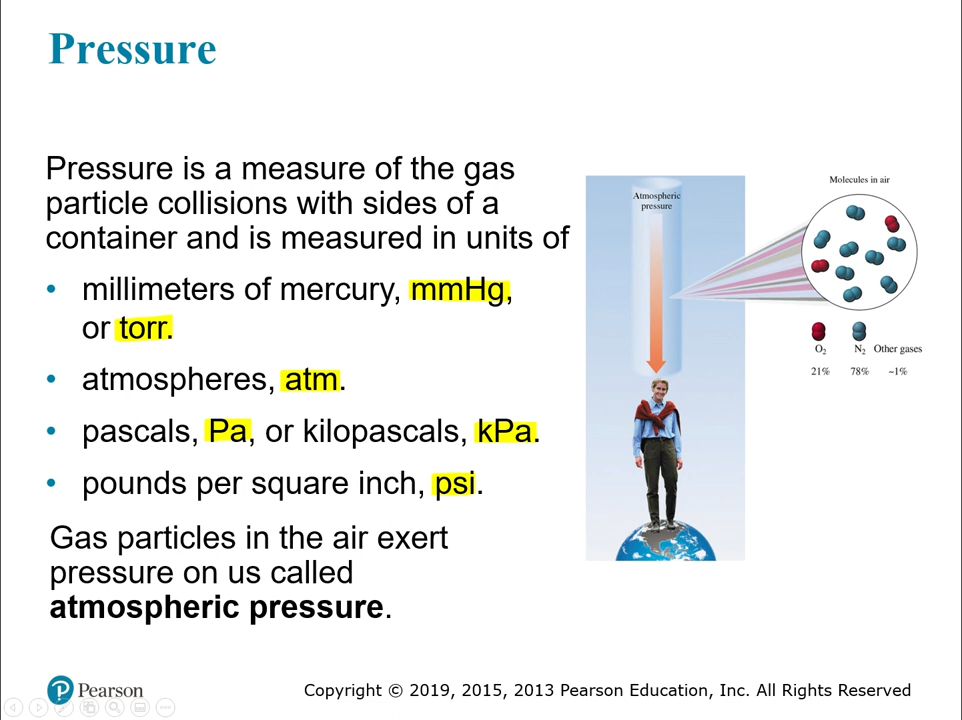 Pressure
Pressure is a measure of the gas
particle collisions with sides of a
container and is measured in units of
• millimeters of mercury, mmHg,
or torr.
• atmospheres, atm.
• pascals, Pa, or kilopascals, kPa.
• pounds per square inch, psi.
Gas particles in the air exert
pressure on us called
atmospheric pressure.
Atmospheric
pressure
Molecules in air
O₂ N₂ Other gases
21% 78% ~1%
Pearson
Copyright © 2019, 2015, 2013 Pearson Education, Inc. All Rights Reserved